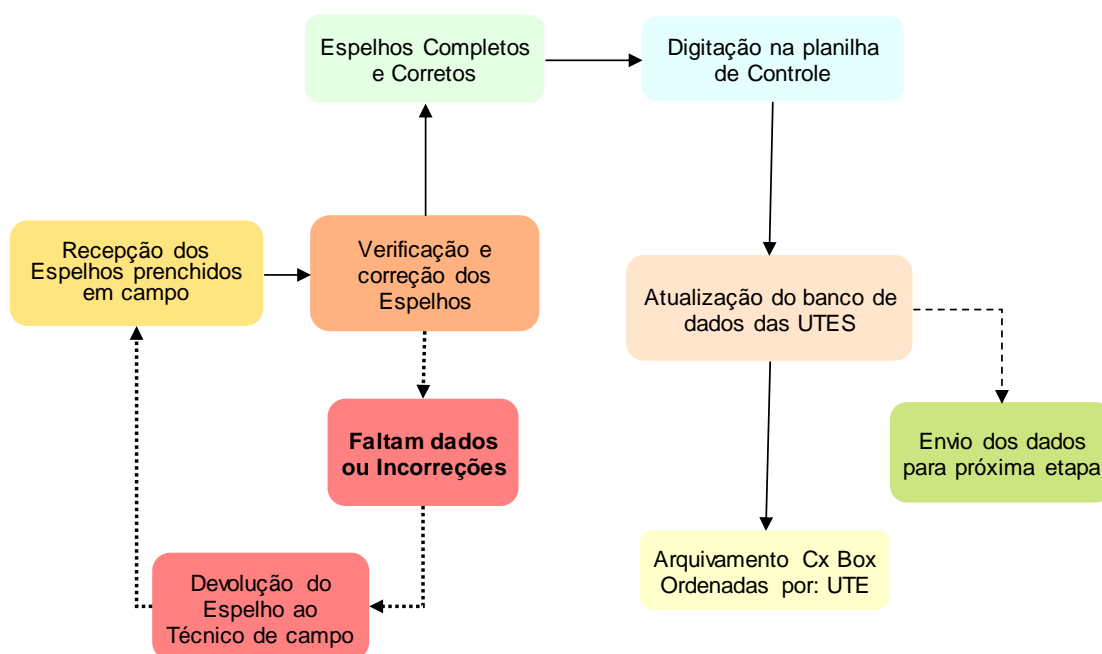 Espelhos Completos
e Corretos
Digitação na planilha
de Controle
Recepção dos
Espelhos prenchidos
em campo
Verificação e
correção dos
Espelhos
Atualização do banco de
dados das UTES
Faltam dados
ou Incorreções
Envio dos dados
para próxima etapa
Arquivamento Cx Box
Ordenadas por: UTE
Devolução do
Espelho ao
Técnico de campo